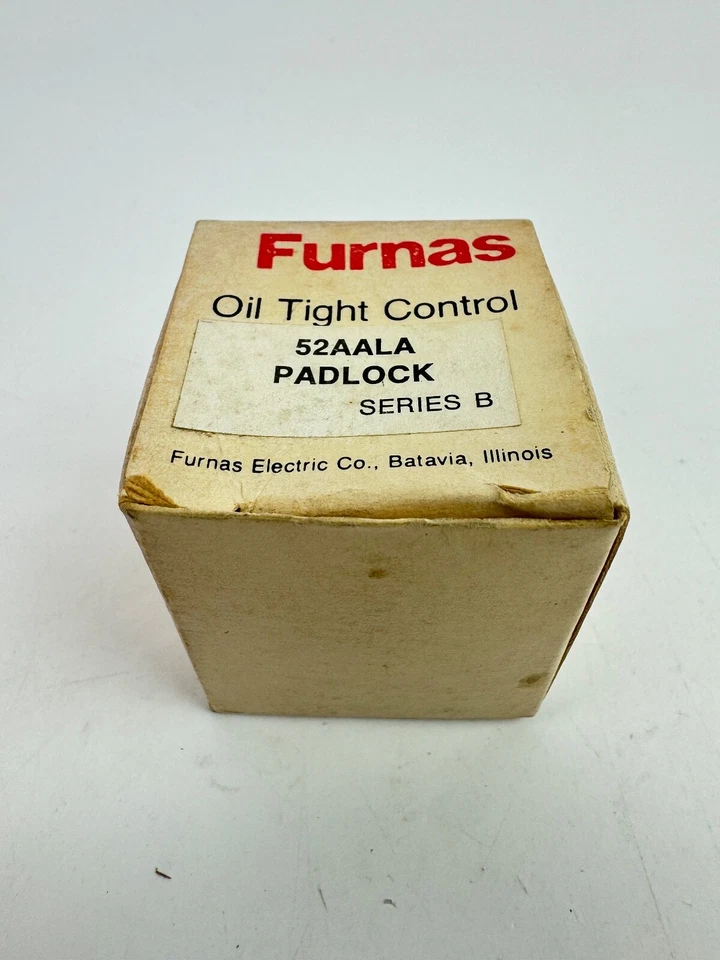 Furnas
Oil Tight Control
52AALA
PADLOCK
SERIES B
Furnas Electric Co., Batavia, Illinois